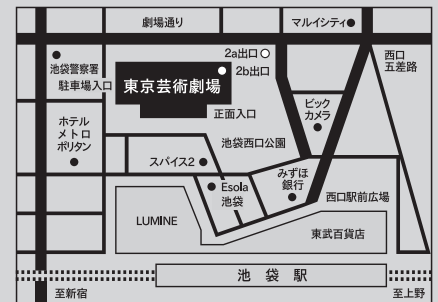 劇場通り
マルイシティ
2a出口
2b出口
西口
五差路
池袋警察署
駐車場入口
東京芸術劇場
正面入口
ビック
カメラ
ホテル
メトロ
ポリタン
池袋西口公園
スパイス2
みずほ
銀行
Esola
池袋
西口駅前広場
LUMINE
東武百貨店
池袋駅
至新宿
至上野